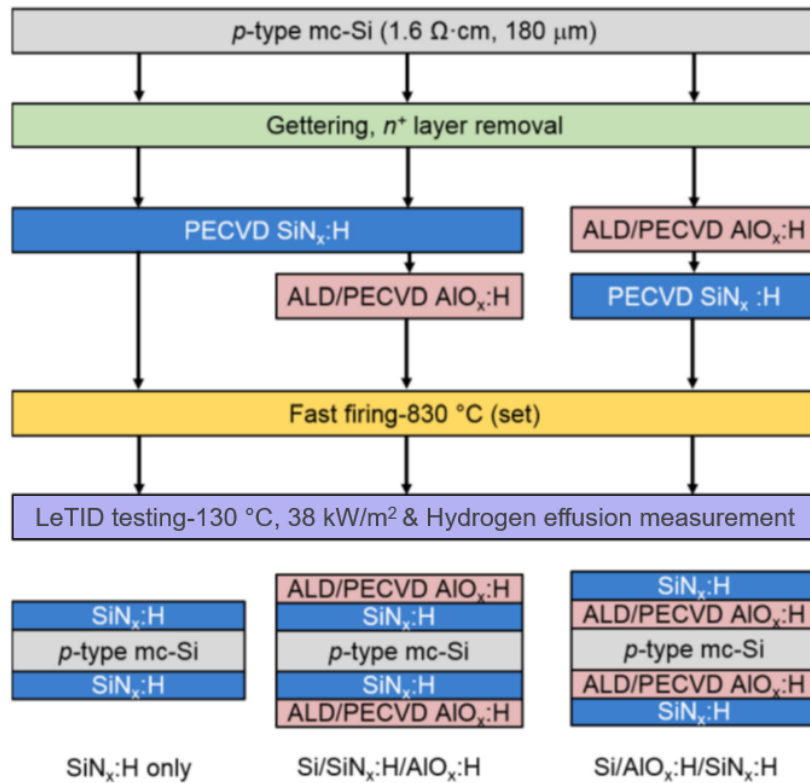 p-type mc-Si (1.6 Ω·cm, 180 μm)
Gettering, n⁺ layer removal
PECVD SiNₓ:H
ALD/PECVD AlOₓ:H
ALD/PECVD AlOₓ:H
PECVD SiNₓ :H
Fast firing-830 °C (set)
LeTID testing-130 °C, 38 kW/m² & Hydrogen effusion measurement
SiNₓ:H
p-type mc-Si
SiNₓ:H
SiNₓ:H only
ALD/PECVD AlOₓ:H
SiNₓ:H
p-type mc-Si
SiNₓ:H
ALD/PECVD AlOₓ:H
Si/SiNₓ:H/AlOₓ:H
SiNₓ:H
ALD/PECVD AlOₓ:H
p-type mc-Si
ALD/PECVD AlOₓ:H
SiNₓ:H
Si/AlOₓ:H/SiNₓ:H